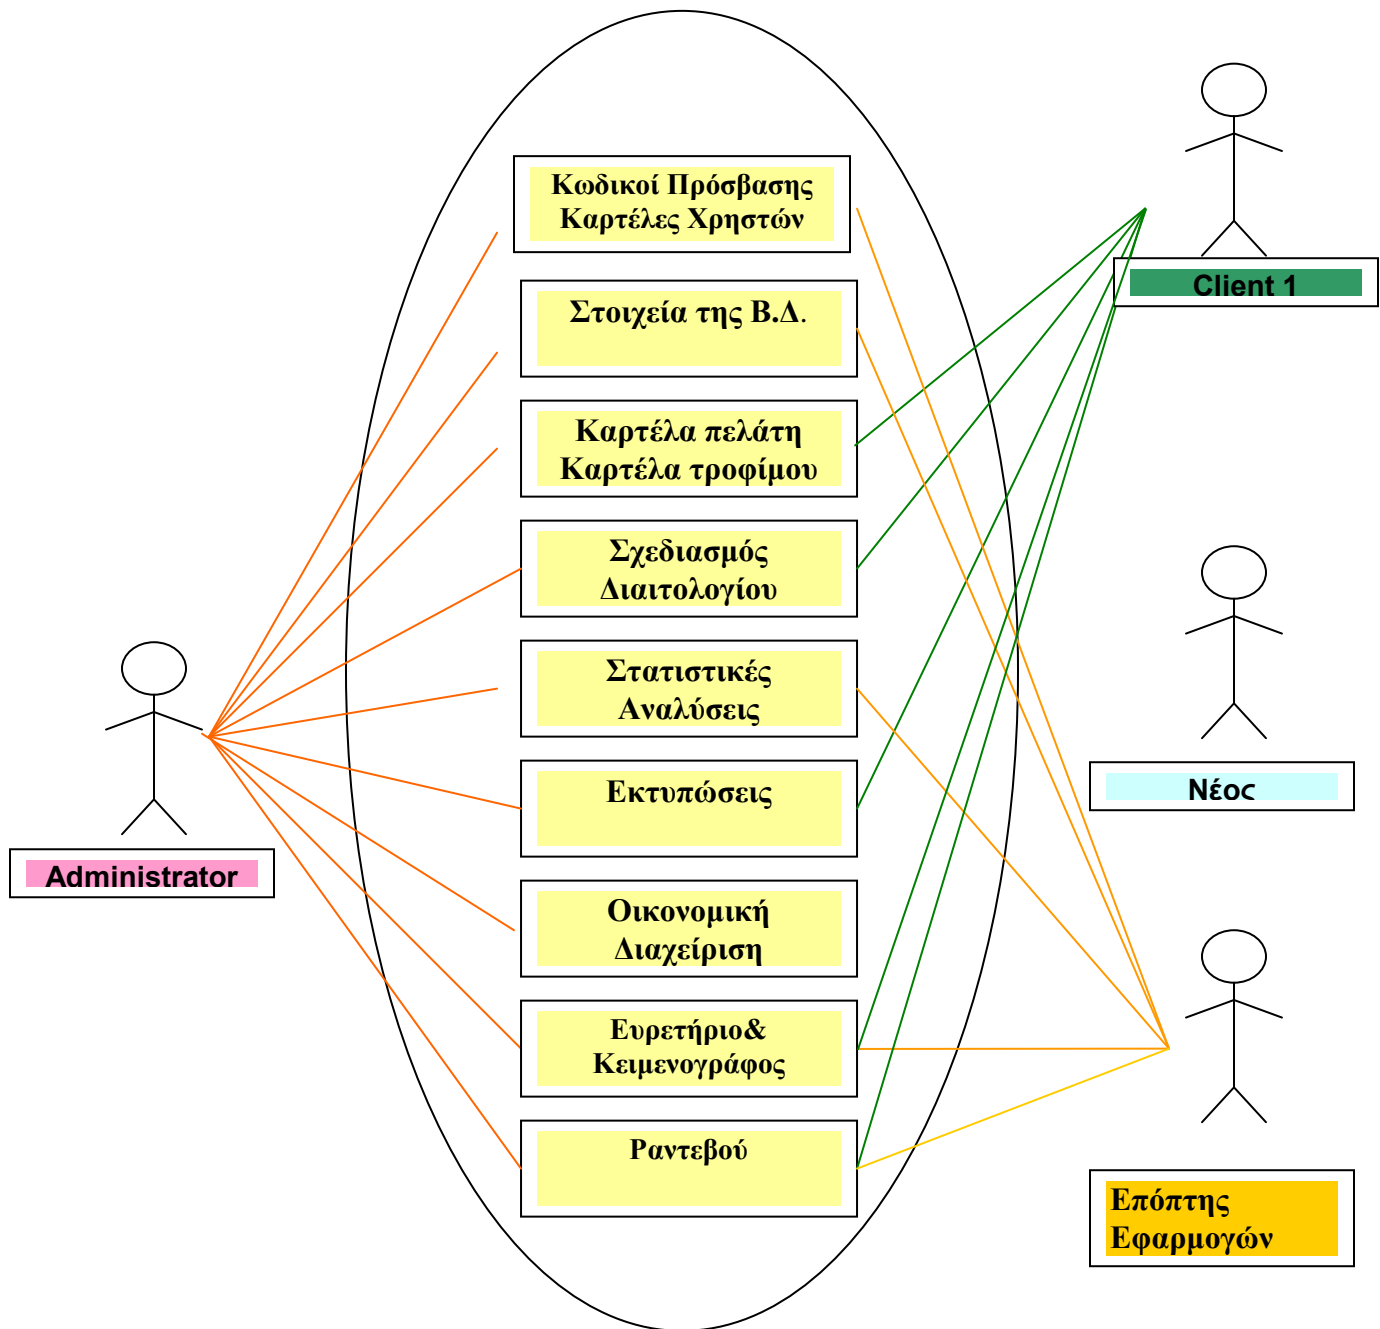 Κωδικοί Πρόσβασης
Καρτέλες Χρηστών
Στοιχεία της Β.Δ.
Καρτέλα πελάτη
Καρτέλα τροφίμου
Σχεδιασμός
Διαιτολογίου
Στατιστικές
Αναλύσεις
Εκτυπώσεις
Οικονομική
Διαχείριση
Ευρετήριο&
Κειμενογράφος
Ραντεβού
Administrator
Client 1
Νέος
Επόπτης
Εφαρμογών